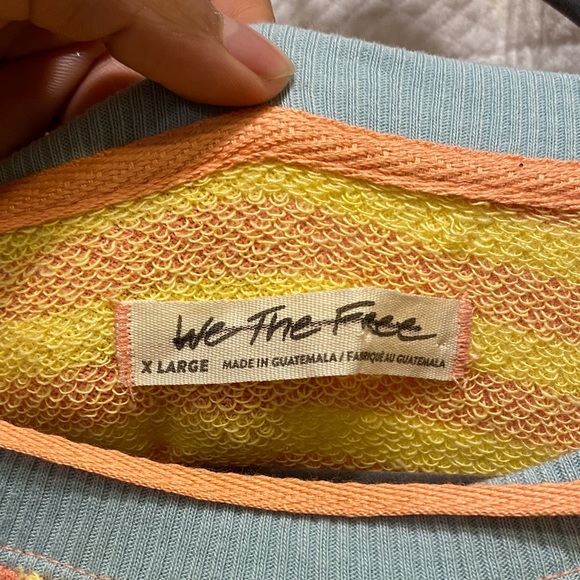 We The Free
X LARGE MADE IN GUATEMALA / FABRIQUÉ AU GUATEMALA